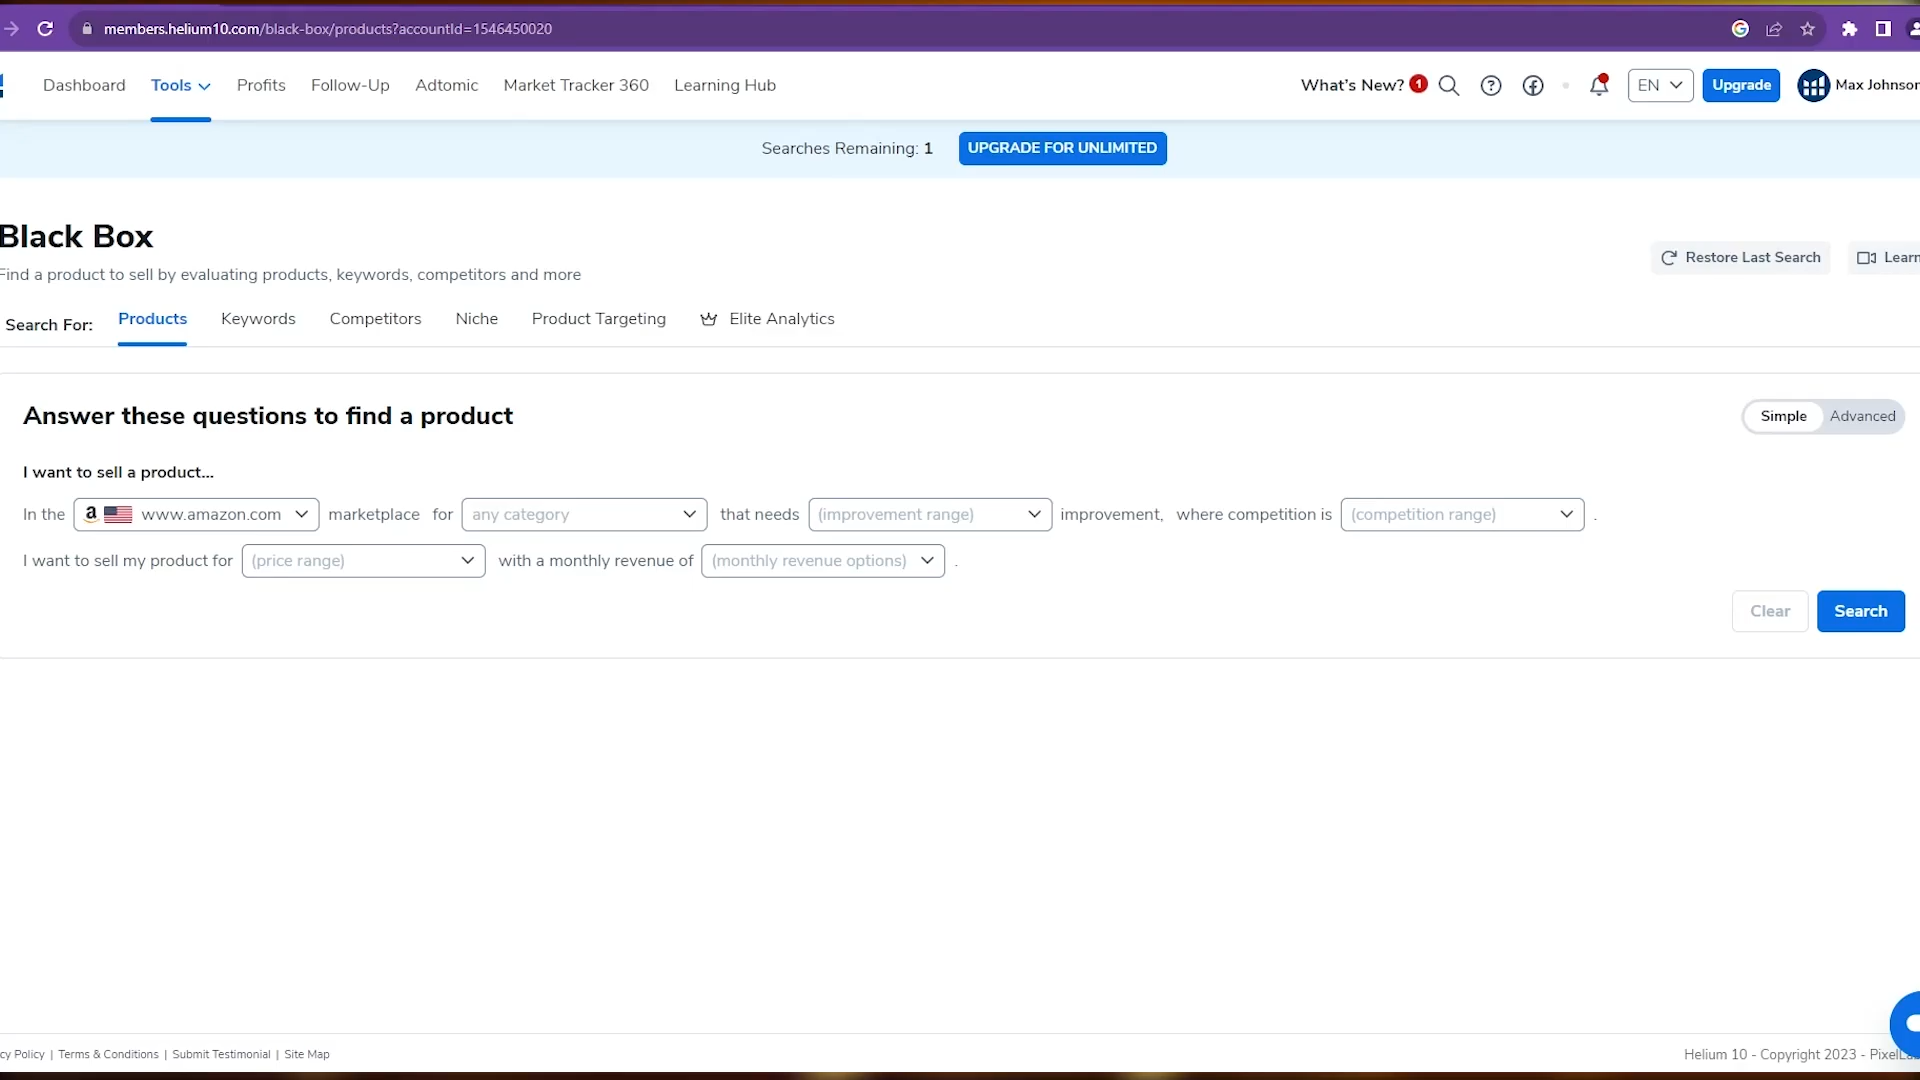 members.helium10.com/black-box/products?accountId=1546450020
Dashboard Tools Profits Follow-Up Adtomic Market Tracker 360 Learning Hub What's New? 1 EN Upgrade Max Johnson
Searches Remaining: 1 UPGRADE FOR UNLIMITED
Black Box
Find a product to sell by evaluating products, keywords, competitors and more
Restore Last Search Learn
Search For: Products Keywords Competitors Niche Product Targeting Elite Analytics
Answer these questions to find a product
Simple Advanced
I want to sell a product...
In the a www.amazon.com marketplace for any category that needs (improvement range) improvement, where competition is (competition range) .
I want to sell my product for (price range) with a monthly revenue of (monthly revenue options) .
Clear Search
cy Policy | Terms & Conditions | Submit Testimonial | Site Map
Helium 10 - Copyright 2023 - PixelLa